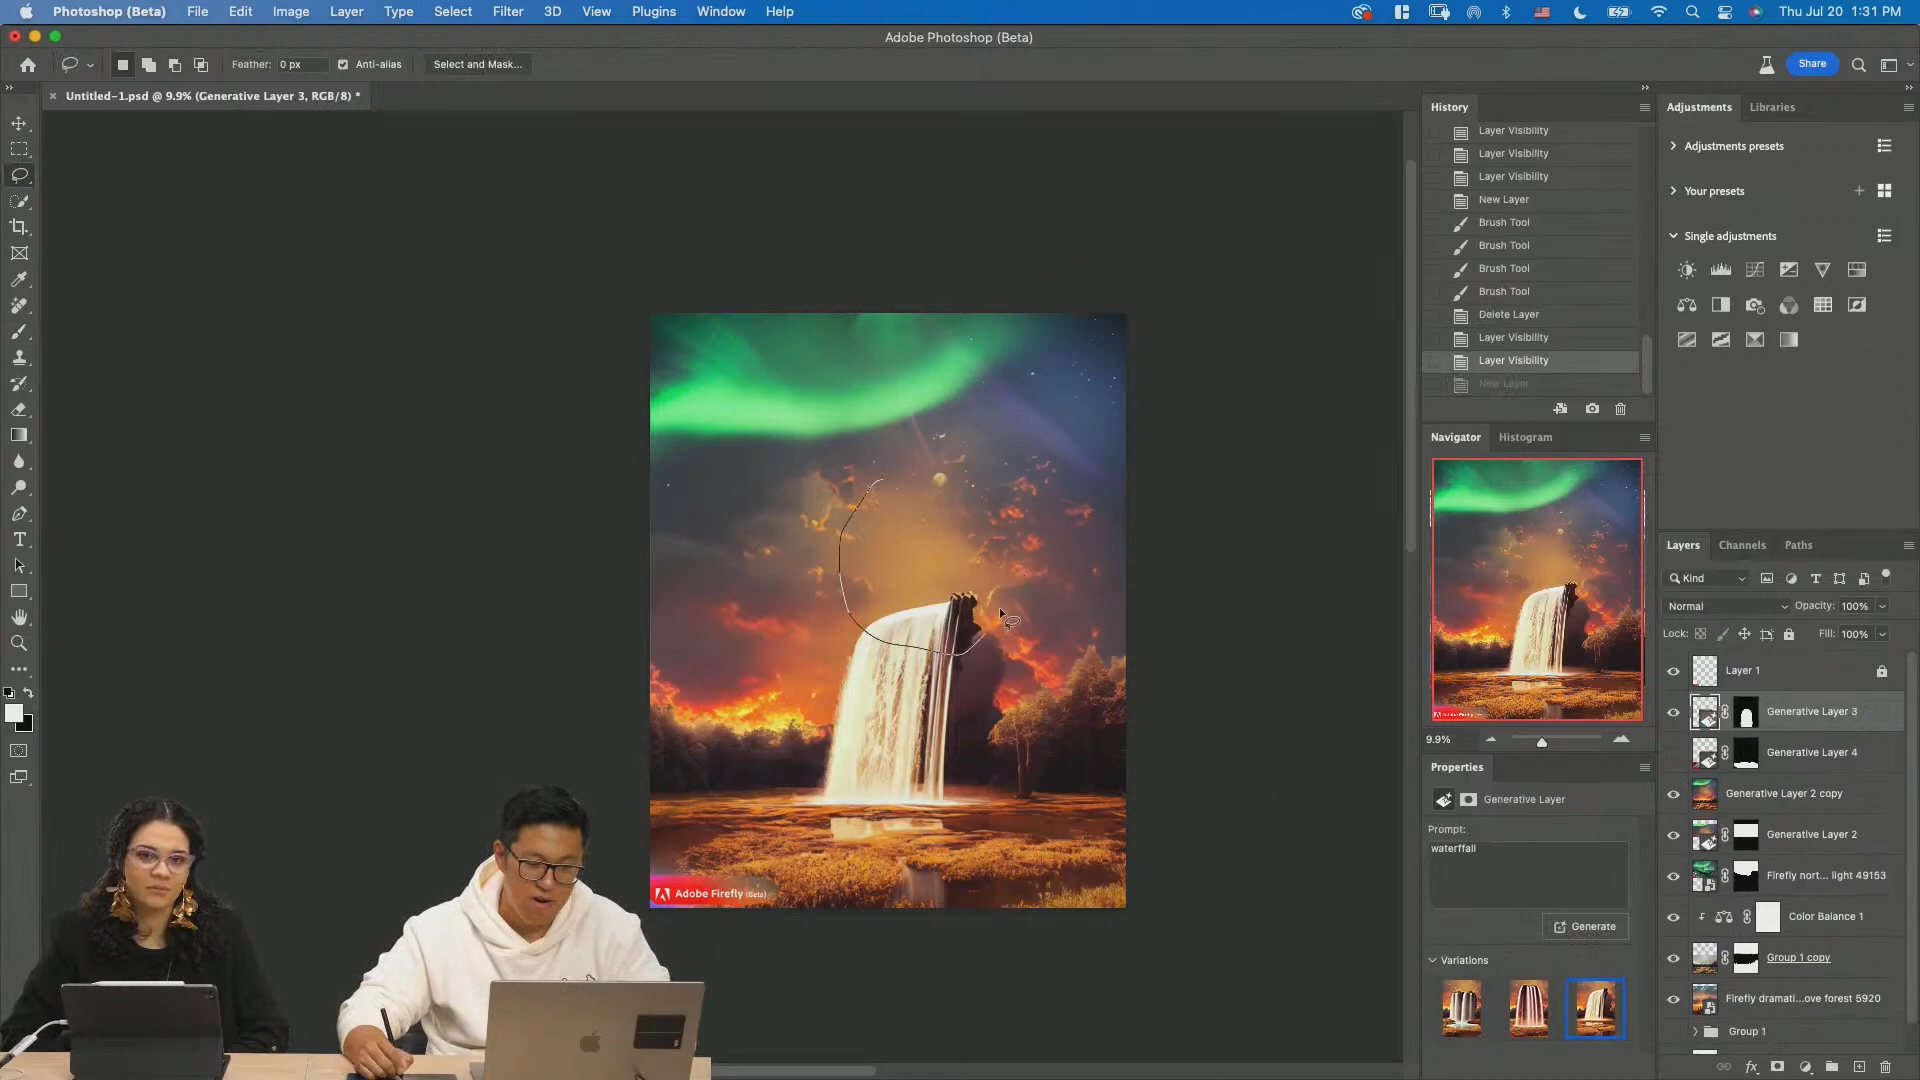 Photoshop (Beta) File Edit Image Layer Type Select Filter 3D View Plugins Window Help Thu Jul 20 1:31 PM
Adobe Photoshop (Beta)
Feather: 0 px Anti-alias Select and Mask... Share
Untitled-1.psd @ 9.9% (Generative Layer 3, RGB/8) *
History
Layer Visibility
Layer Visibility
Layer Visibility
New Layer
Brush Tool
Brush Tool
Brush Tool
Brush Tool
Delete Layer
Layer Visibility
Layer Visibility
New Layer
Navigator Histogram
9.9%
Properties
Generative Layer
Prompt:
waterffall
Generate
Variations
Adjustments Libraries
Adjustments presets
Your presets
Single adjustments
Layers Channels Paths
Kind
Normal Opacity: 100%
Lock: Fill: 100%
Layer 1
Generative Layer 3
Generative Layer 4
Generative Layer 2 copy
Generative Layer 2
Firefly nort... light 49153
Color Balance 1
Group 1 copy
Firefly dramati...ove forest 5920
Group 1
Adobe Firefly (Beta)